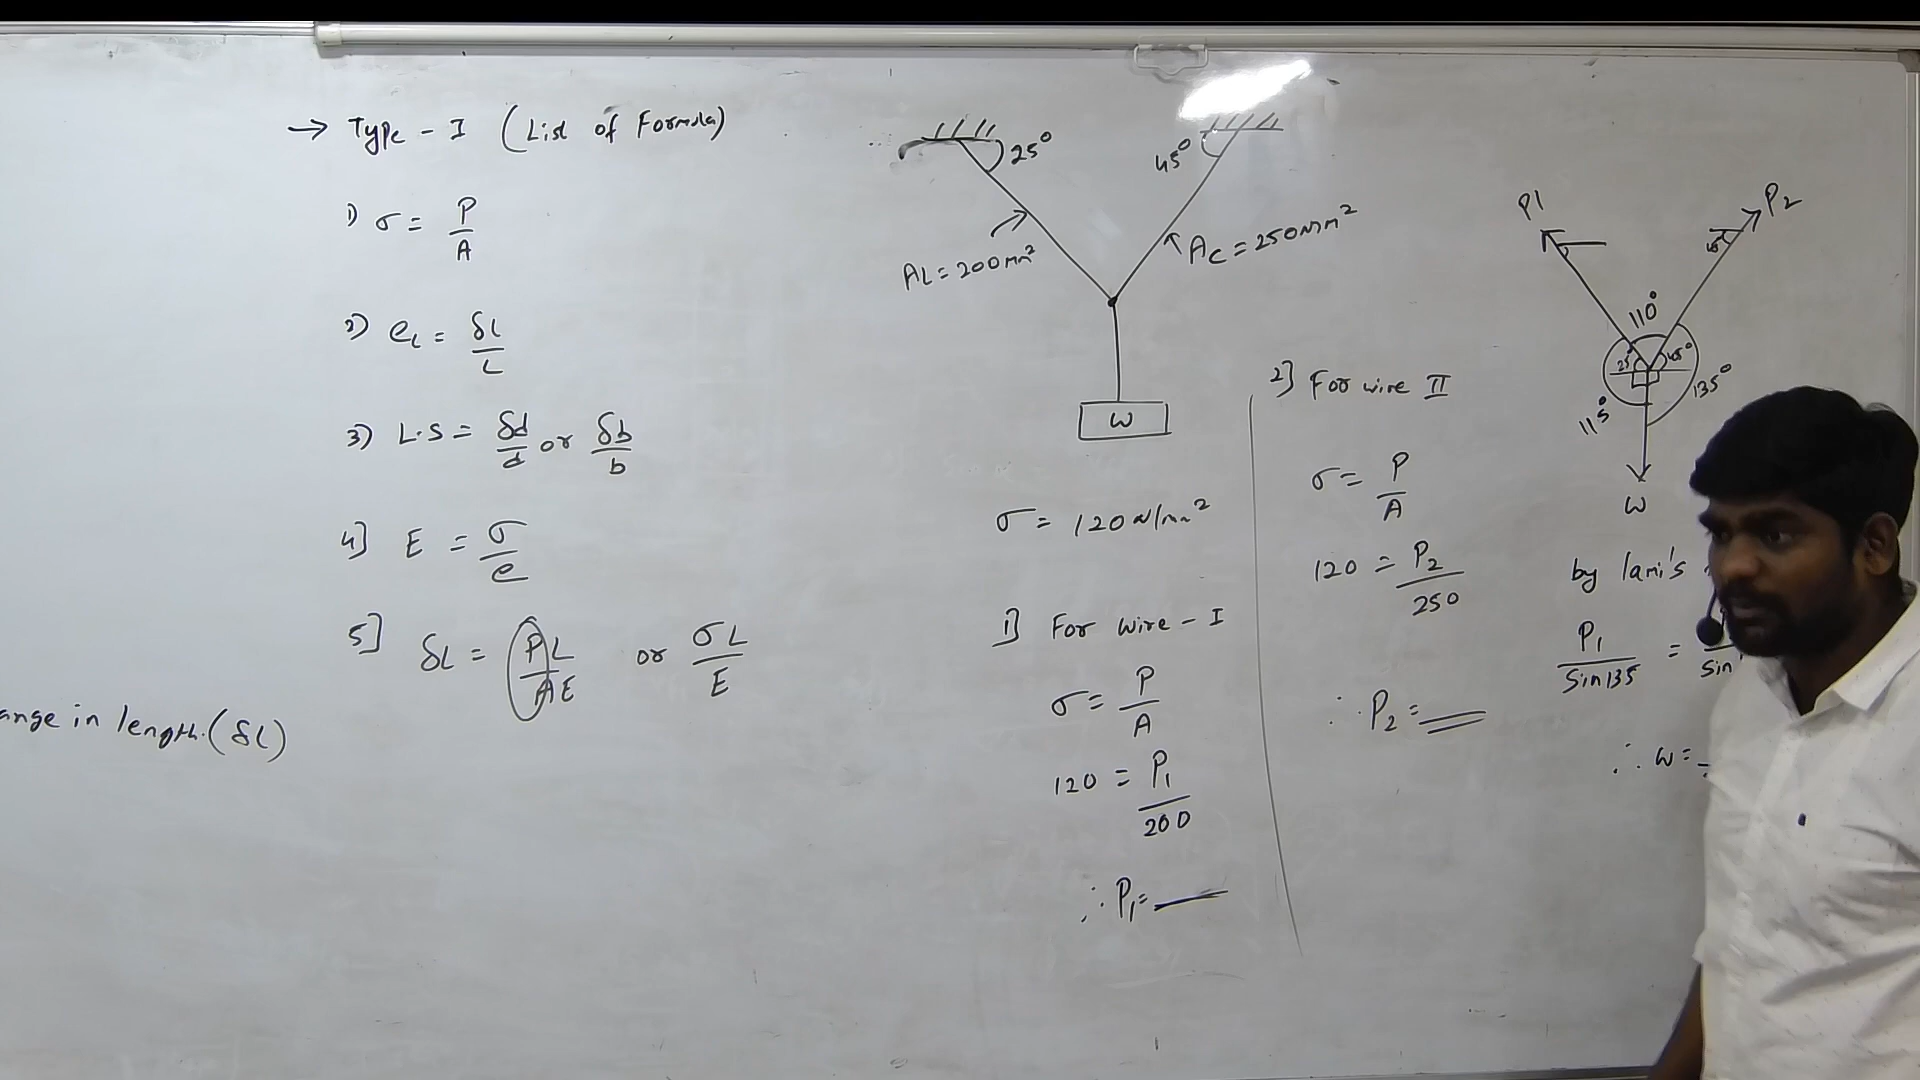 → Type - I (List of Formula)
1) σ = P/A
2) eL = δL/L
3) L.S = δd/d or δb/b
4] E = σ/e
5] δL = PL/AE or σL/E
ange in length.(δL)
25°
45°
AL = 200mm²
AC = 250mm²
W
σ = 120 N/mm²
1] For wire - I
σ = P/A
120 = P₁/200
∴ P₁ =
2] For wire II
σ = P/A
120 = P₂/250
∴ P₂ =
P1
P2
110°
25°
45°
135°
115°
W
by lami's
P₁/Sin135 = /Sin
∴ W =